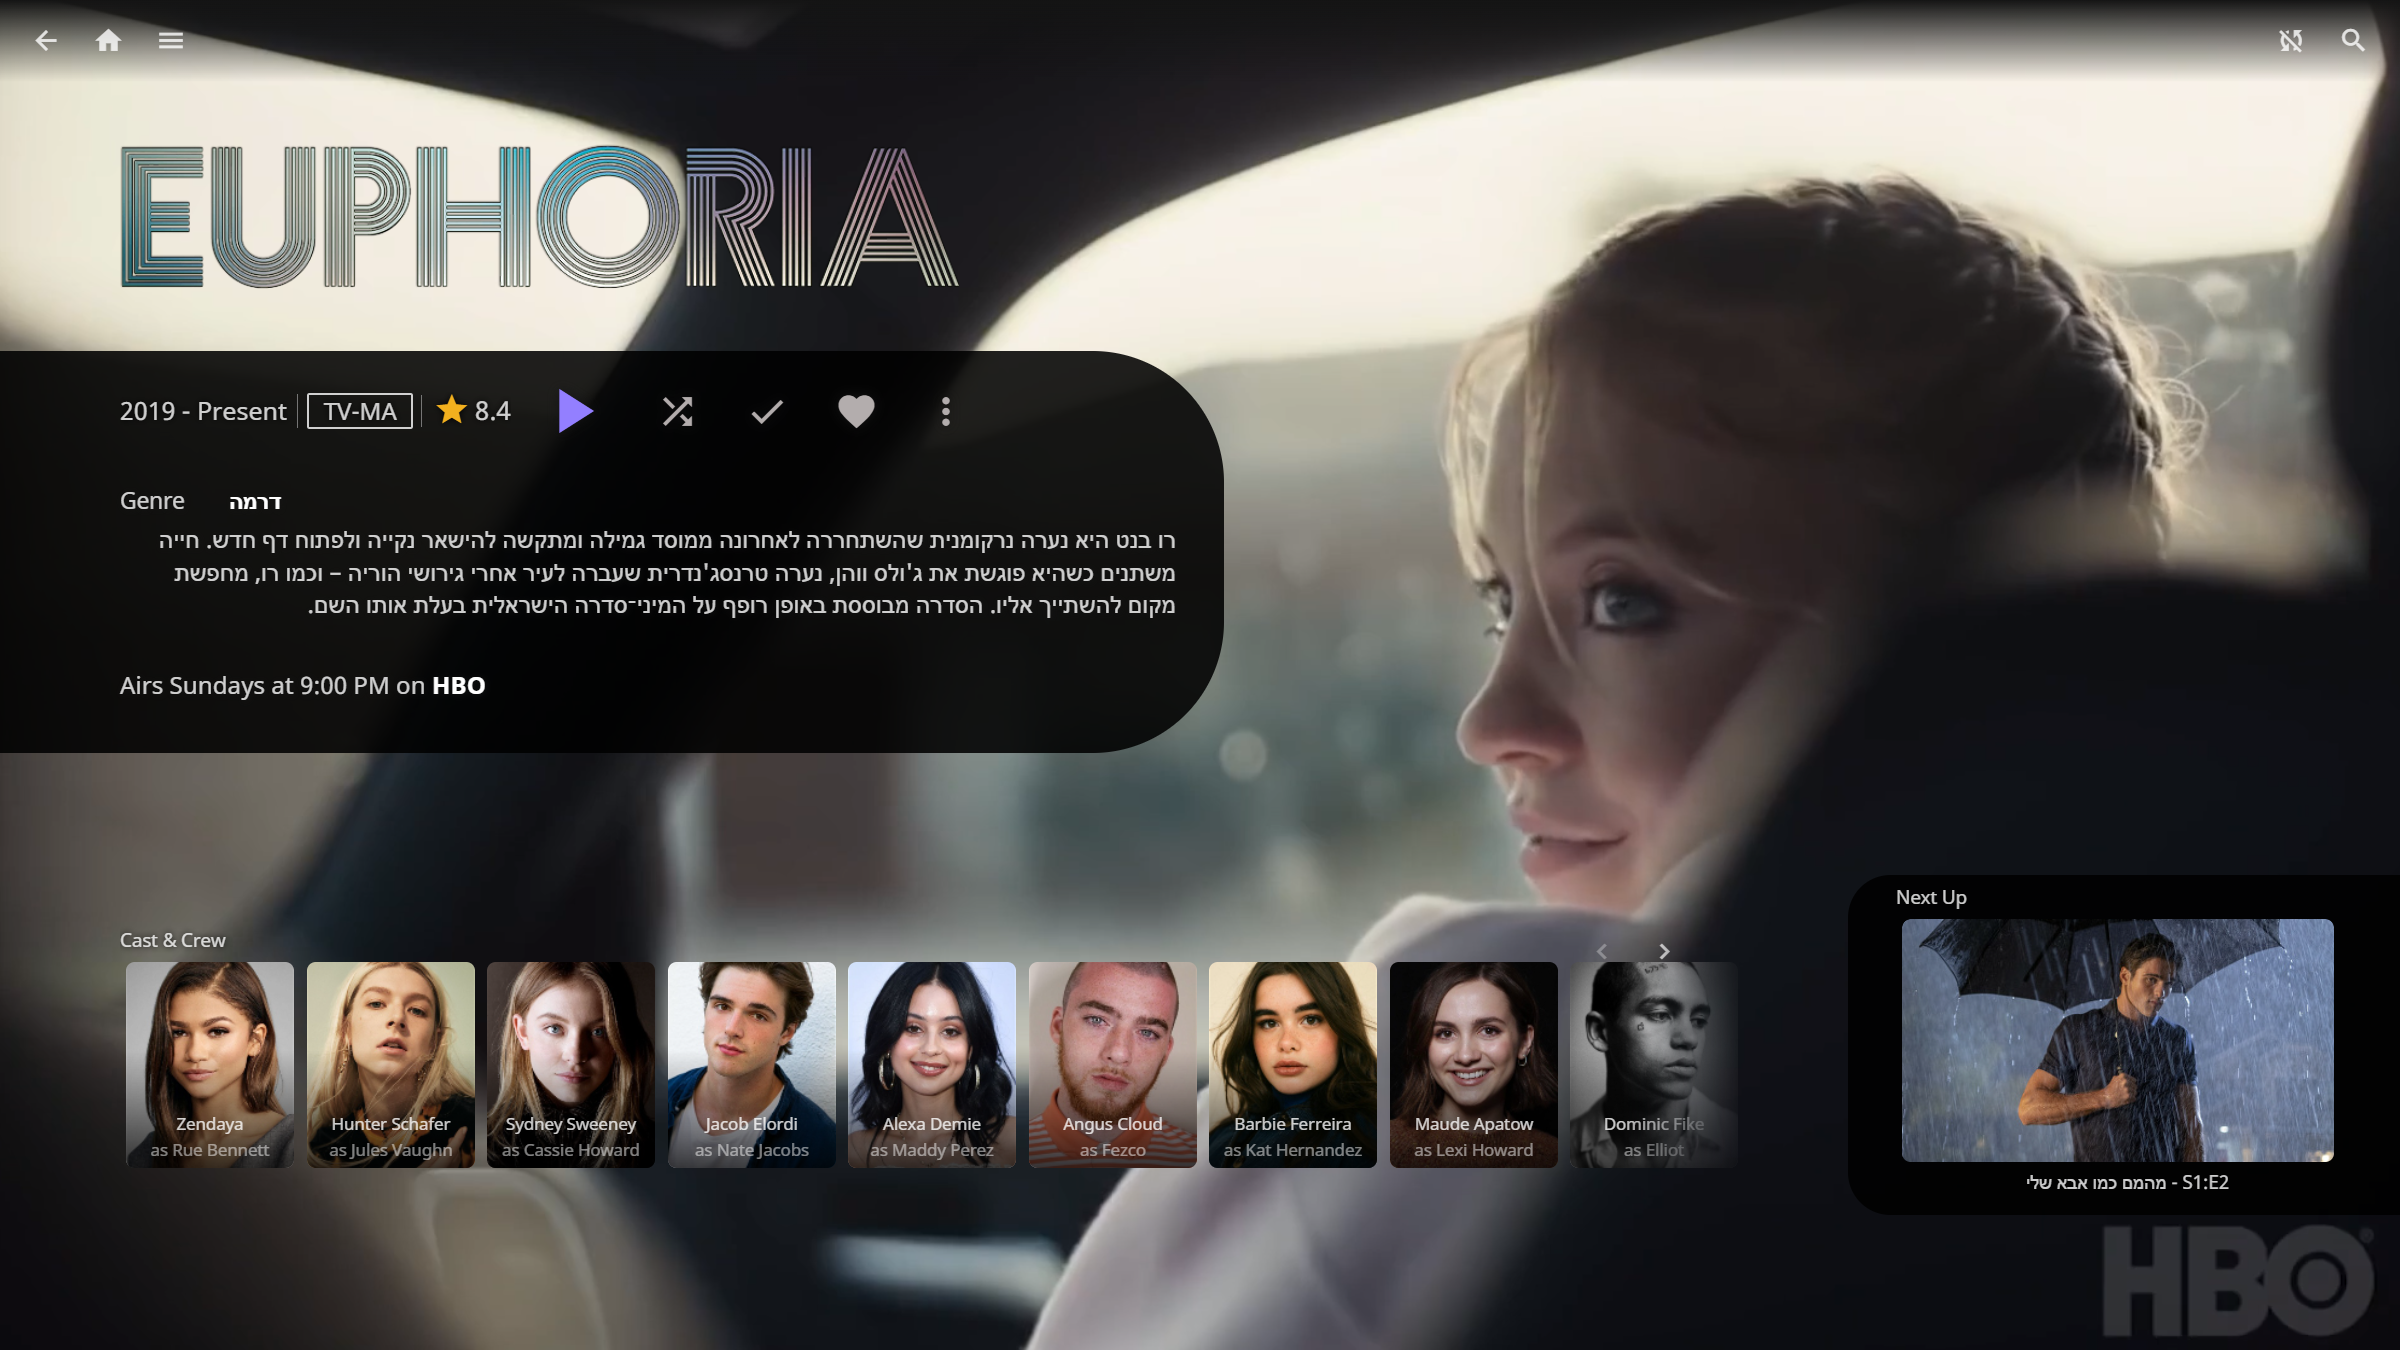 EUPHORIA
2019 - Present TV-MA 8.4
Genre דרמה
רו בנט היא נערה נרקומנית שהשתחררה לאחרונה ממוסד גמילה ומתקשה להישאר נקייה ולפתוח דף חדש. חייה
משתנים כשהיא פוגשת את ג'ולס ווהן, נערה טרנסג'נדרית שעברה לעיר אחרי גירושי הוריה – וכמו רו, מחפשת
מקום להשתייך אליו. הסדרה מבוססת באופן רופף על המיני־סדרה הישראלית בעלת אותו השם.
Airs Sundays at 9:00 PM on HBO
Cast & Crew
Zendaya
as Rue Bennett
Hunter Schafer
as Jules Vaughn
Sydney Sweeney
as Cassie Howard
Jacob Elordi
as Nate Jacobs
Alexa Demie
as Maddy Perez
Angus Cloud
as Fezco
Barbie Ferreira
as Kat Hernandez
Maude Apatow
as Lexi Howard
Dominic Fike
as Elliot
Next Up
S1:E2 - מהמם כמו אבא שלי
HBO®